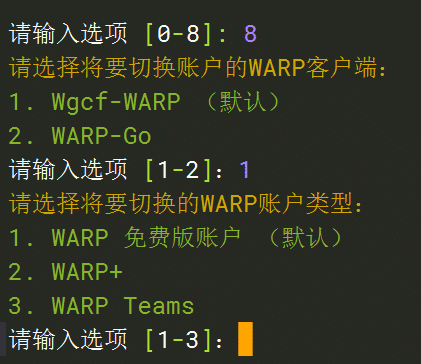 请输入选项 [0-8]: 8
请选择将要切换账户的WARP客户端:
1. Wgcf-WARP （默认）
2. WARP-Go
请输入选项 [1-2]：1
请选择将要切换的WARP账户类型:
1. WARP 免费版账户 （默认）
2. WARP+
3. WARP Teams
请输入选项 [1-3]：